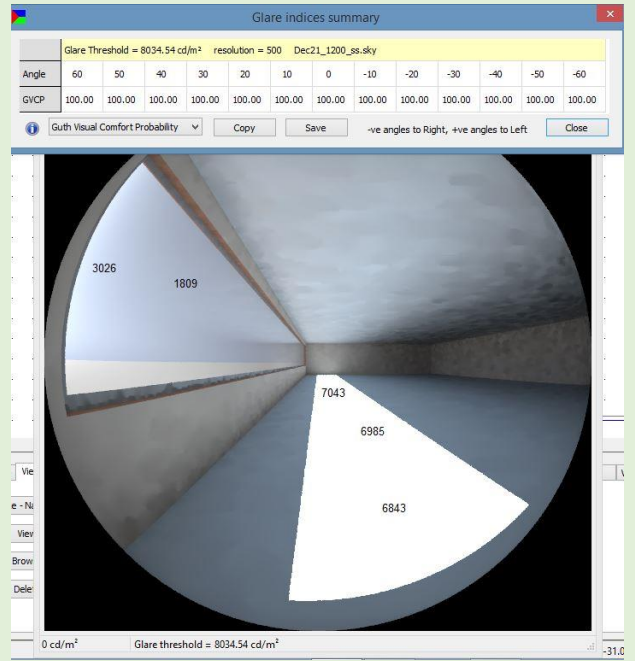 Glare indices summary
Glare Threshold = 8034.54 cd/m² resolution = 500 Dec21_1200_ss.sky
Angle 60 50 40 30 20 10 0 -10 -20 -30 -40 -50 -60
GVCP 100.00 100.00 100.00 100.00 100.00 100.00 100.00 100.00 100.00 100.00 100.00 100.00 100.00
Guth Visual Comfort Probability Copy Save -ve angles to Right, +ve angles to Left Close
3026
1809
7043
6985
6843
Vie
e - Na
View
Brow
Dele
0 cd/m² Glare threshold = 8034.54 cd/m²
-31.0